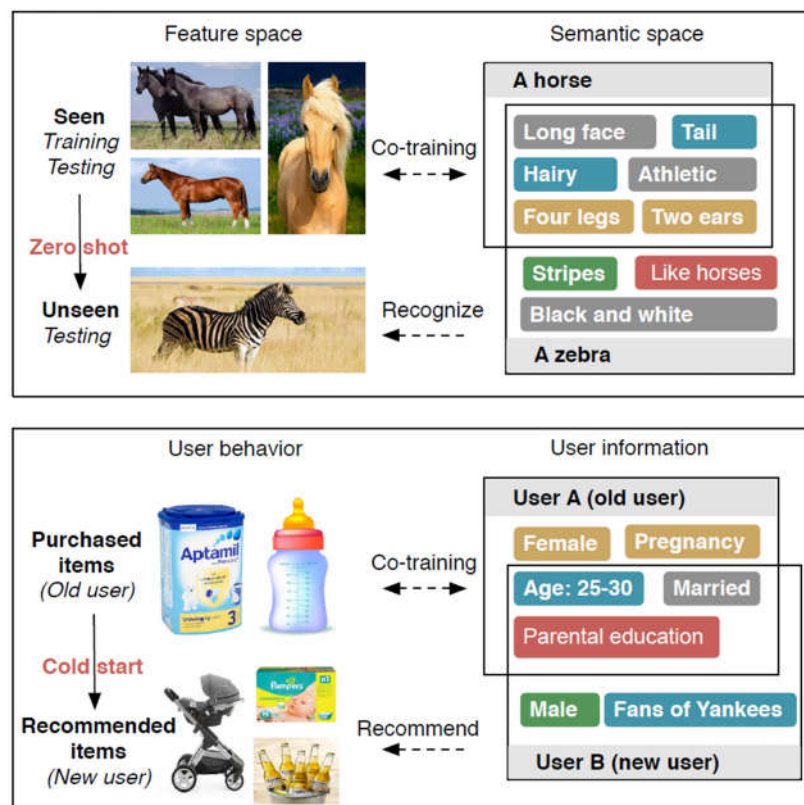 Feature space
Semantic space
Seen
Training
Testing
Co-training
A horse
Long face
Tail
Hairy
Athletic
Four legs
Two ears
Zero shot
Unseen
Testing
Recognize
Stripes
Like horses
Black and white
A zebra
User behavior
User information
Purchased
items
(Old user)
Aptamil
3
Co-training
User A (old user)
Female
Pregnancy
Age: 25-30
Married
Parental education
Cold start
Recommended
items
(New user)
Pampers
Recommend
Male
Fans of Yankees
User B (new user)